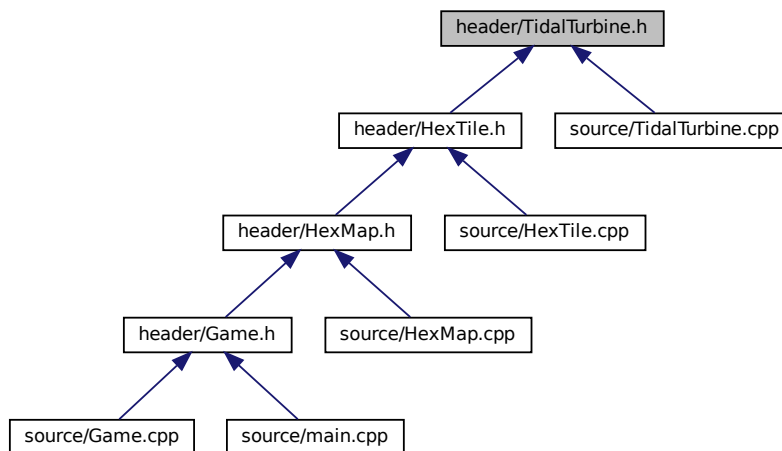 header/TidalTurbine.h
header/HexTile.h
source/TidalTurbine.cpp
header/HexMap.h
source/HexTile.cpp
header/Game.h
source/HexMap.cpp
source/Game.cpp
source/main.cpp